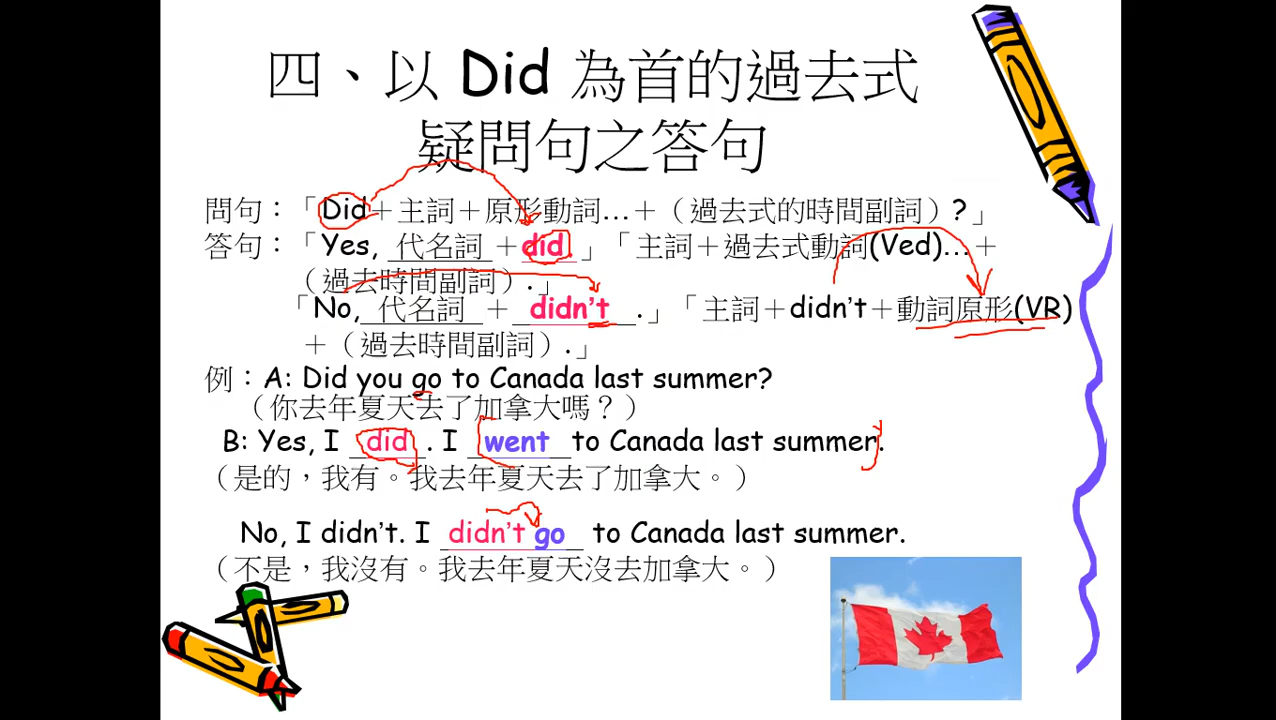 四、以 Did 為首的過去式
疑問句之答句
問句：「Did＋主詞＋原形動詞…＋（過去式的時間副詞）?」
答句：「Yes, 代名詞 ＋did 」「主詞＋過去式動詞(Ved)…＋
（過去時間副詞）.」
「No, 代名詞 ＋ didn't .」「主詞＋didn't＋動詞原形(VR)
＋（過去時間副詞）.」
例：A: Did you go to Canada last summer?
（你去年夏天去了加拿大嗎？）
B: Yes, I did . I went to Canada last summer.
（是的，我有。我去年夏天去了加拿大。）
No, I didn't. I didn't go to Canada last summer.
（不是，我沒有。我去年夏天沒去加拿大。）